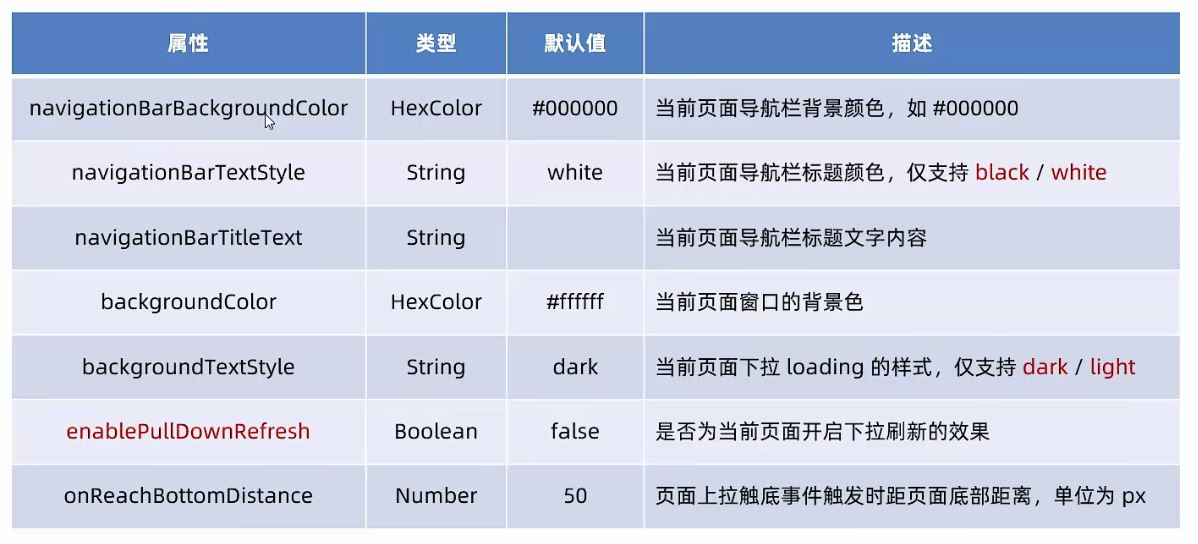 属性 类型 默认值 描述
navigationBarBackgroundColor HexColor #000000 当前页面导航栏背景颜色，如 #000000
navigationBarTextStyle String white 当前页面导航栏标题颜色，仅支持 black / white
navigationBarTitleText String 当前页面导航栏标题文字内容
backgroundColor HexColor #ffffff 当前页面窗口的背景色
backgroundTextStyle String dark 当前页面下拉 loading 的样式，仅支持 dark / light
enablePullDownRefresh Boolean false 是否为当前页面开启下拉刷新的效果
onReachBottomDistance Number 50 页面上拉触底事件触发时距页面底部距离，单位为 px